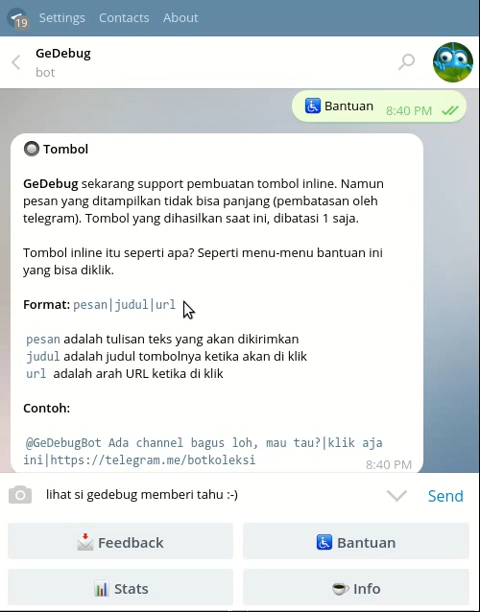 19
Settings Contacts About
GeDebug
bot
Bantuan 8:40 PM
Tombol
GeDebug sekarang support pembuatan tombol inline. Namun
pesan yang ditampilkan tidak bisa panjang (pembatasan oleh
telegram). Tombol yang dihasilkan saat ini, dibatasi 1 saja.
Tombol inline itu seperti apa? Seperti menu-menu bantuan ini
yang bisa diklik.
Format: pesan|judul|url
pesan adalah tulisan teks yang akan dikirimkan
judul adalah judul tombolnya ketika akan di klik
url adalah arah URL ketika di klik
Contoh:
@GeDebugBot Ada channel bagus loh, mau tau?|klik aja
ini|https://telegram.me/botkoleksi
8:40 PM
lihat si gedebug memberi tahu :-)
Send
Feedback Bantuan
Stats Info